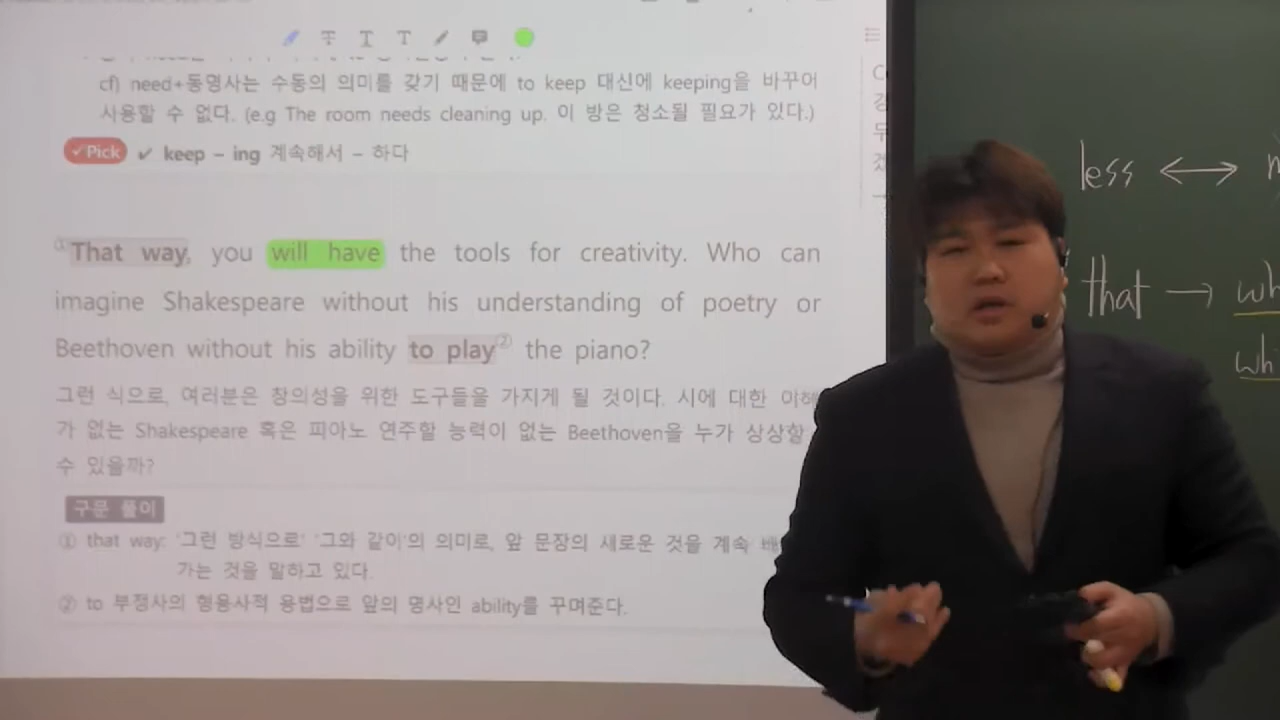 cf) need+동명사는 수동의 의미를 갖기 때문에 to keep 대신에 keeping을 바꾸어
사용할 수 없다. (e.g The room needs cleaning up. 이 방은 청소될 필요가 있다.)
✓Pick ✔ keep – ing 계속해서 – 하다
①That way, you will have the tools for creativity. Who can
imagine Shakespeare without his understanding of poetry or
Beethoven without his ability to play② the piano?
그런 식으로, 여러분은 창의성을 위한 도구들을 가지게 될 것이다. 시에 대한 이해
가 없는 Shakespeare 혹은 피아노 연주할 능력이 없는 Beethoven을 누가 상상할
수 있을까?
구문 풀이
① that way: '그런 방식으로' '그와 같이'의 의미로, 앞 문장의 새로운 것을 계속
가는 것을 말하고 있다.
② to 부정사의 형용사적 용법으로 앞의 명사인 ability를 꾸며준다.
less ↔
that → wh
whi